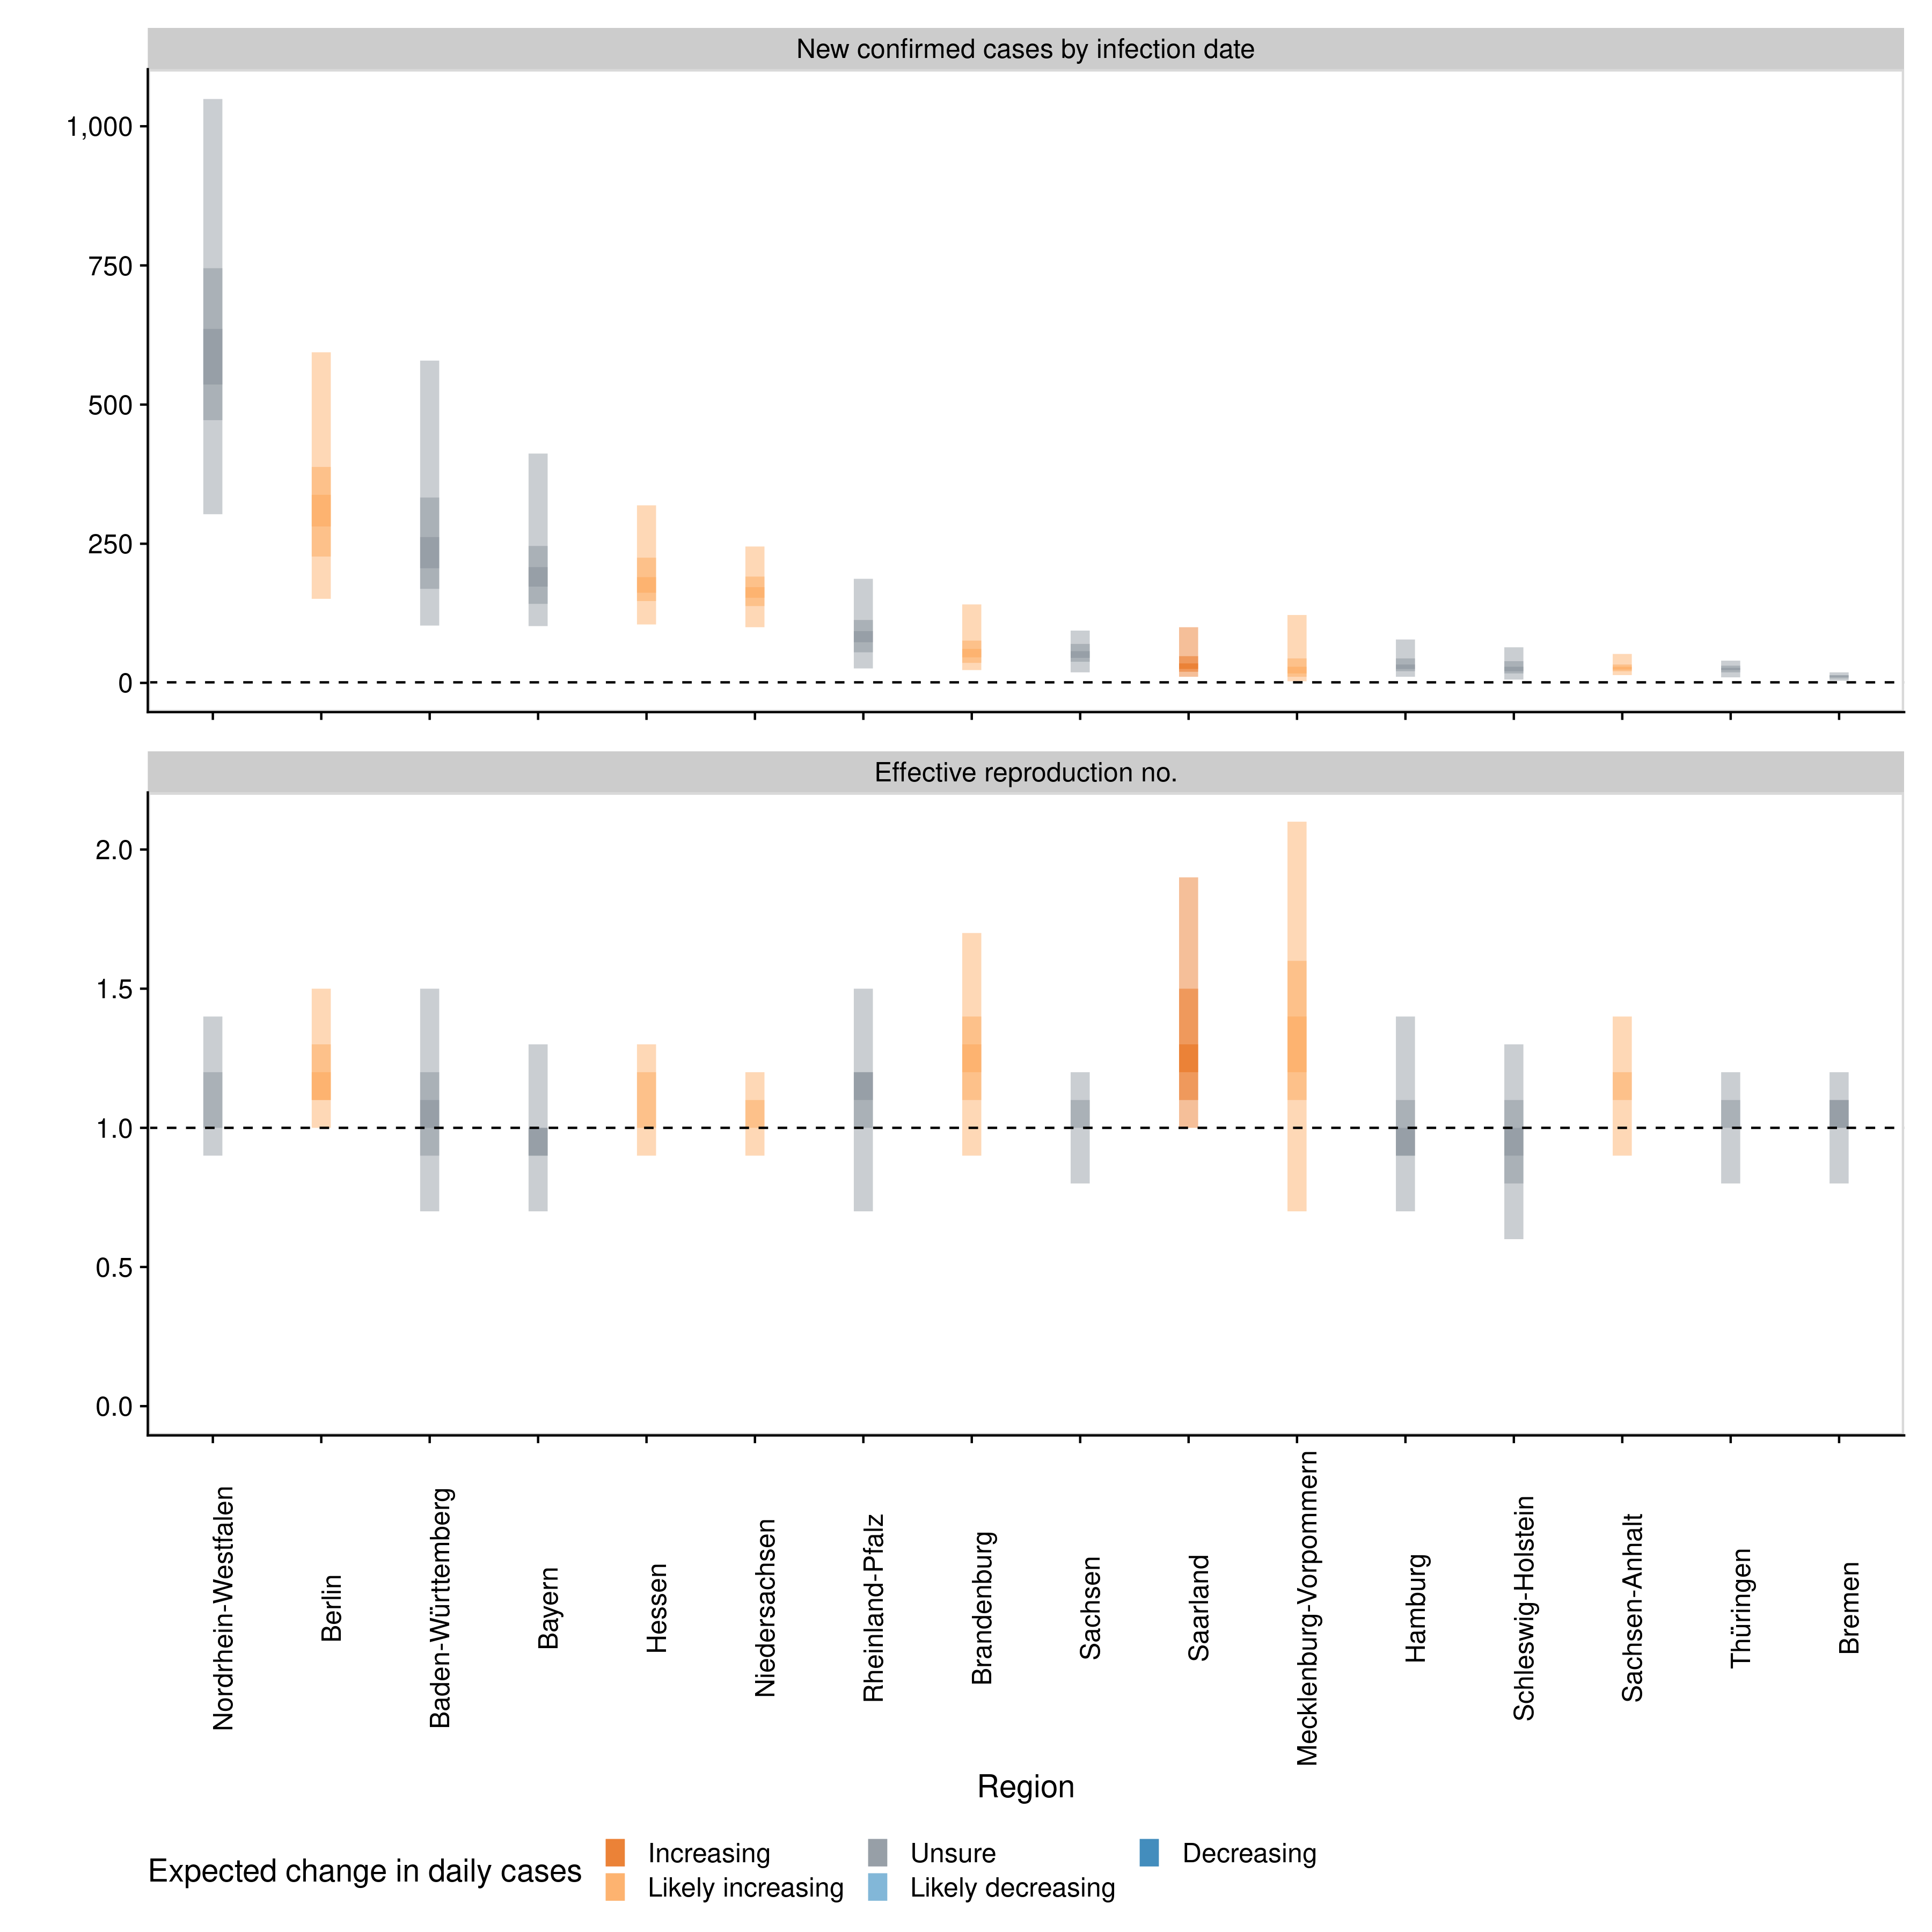 New confirmed cases by infection date
1,000
750
500
250
0
Effective reproduction no.
2.0
1.5
1.0
0.5
0.0
Nordrhein-Westfalen
Berlin
Baden-Württemberg
Bayern
Hessen
Niedersachsen
Rheinland-Pfalz
Brandenburg
Sachsen
Saarland
Mecklenburg-Vorpommern
Hamburg
Schleswig-Holstein
Sachsen-Anhalt
Thüringen
Bremen
Region
Expected change in daily cases
Increasing
Likely increasing
Unsure
Likely decreasing
Decreasing